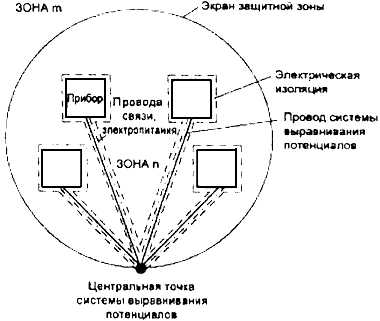 ЗОНА m
Экран защитной зоны
Прибор
Провода
связи,
электропитания
Электрическая
изоляция
Провод системы
выравнивания
потенциалов
ЗОНА n
Центральная точка
системы выравнивания
потенциалов